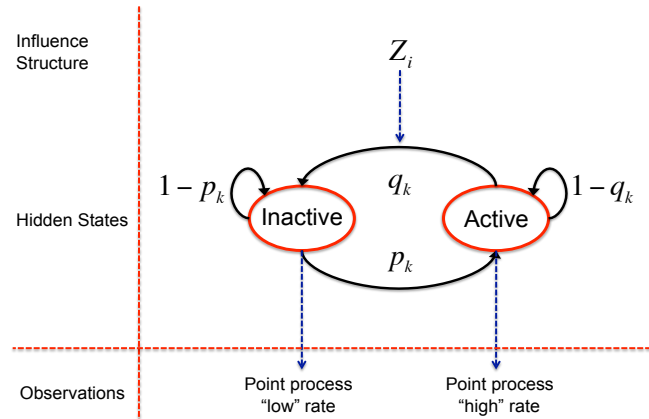 Influence
Structure
Z_i
1 − p_k
q_k
1 − q_k
Hidden States
Inactive
Active
p_k
Observations
Point process
“low” rate
Point process
“high” rate